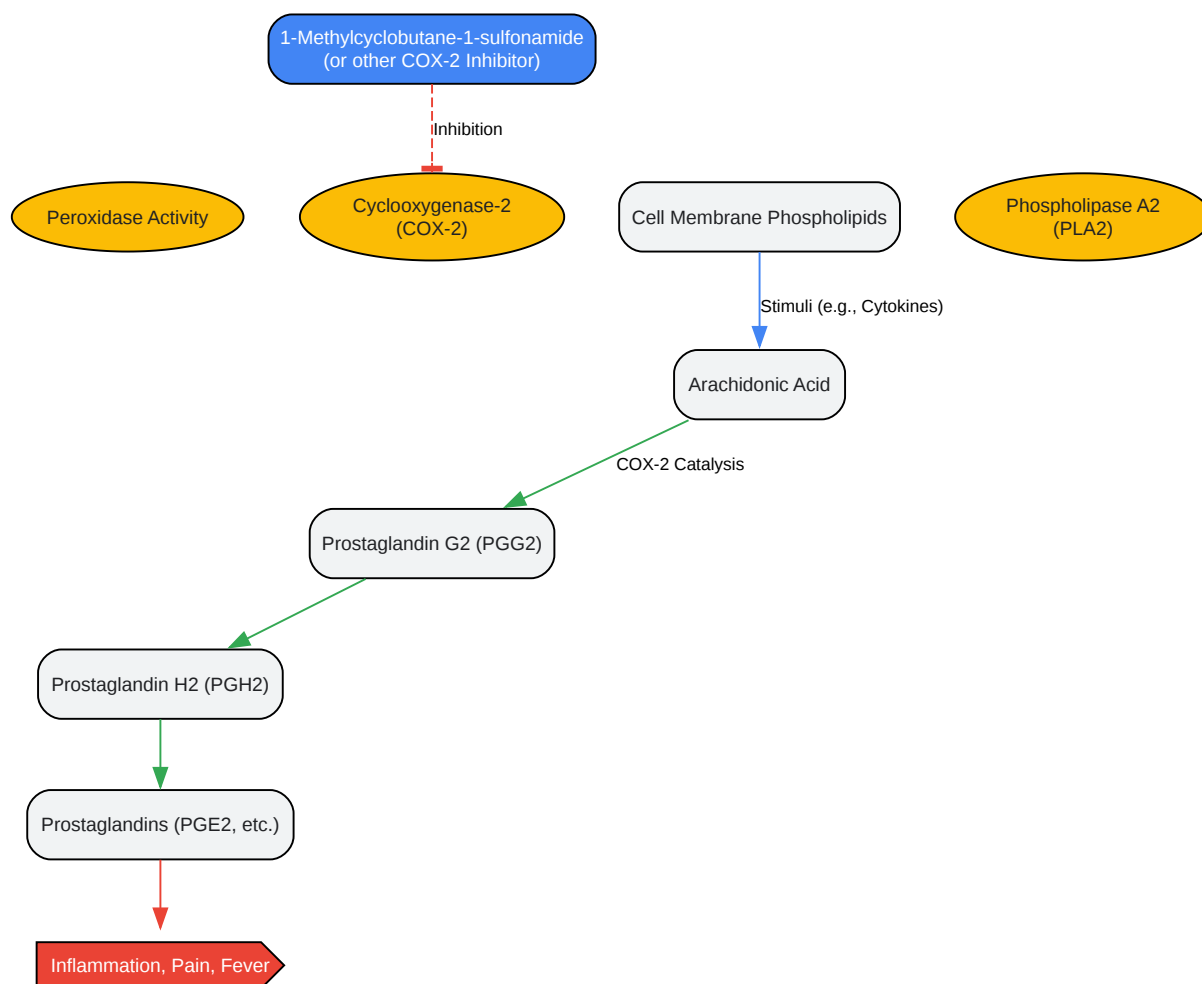 1-Methylcyclobutane-1-sulfonamide
(or other COX-2 Inhibitor)
Inhibition
Peroxidase Activity
Cyclooxygenase-2
(COX-2)
Cell Membrane Phospholipids
Phospholipase A2
(PLA2)
Stimuli (e.g., Cytokines)
Arachidonic Acid
COX-2 Catalysis
Prostaglandin G2 (PGG2)
Prostaglandin H2 (PGH2)
Prostaglandins (PGE2, etc.)
Inflammation, Pain, Fever